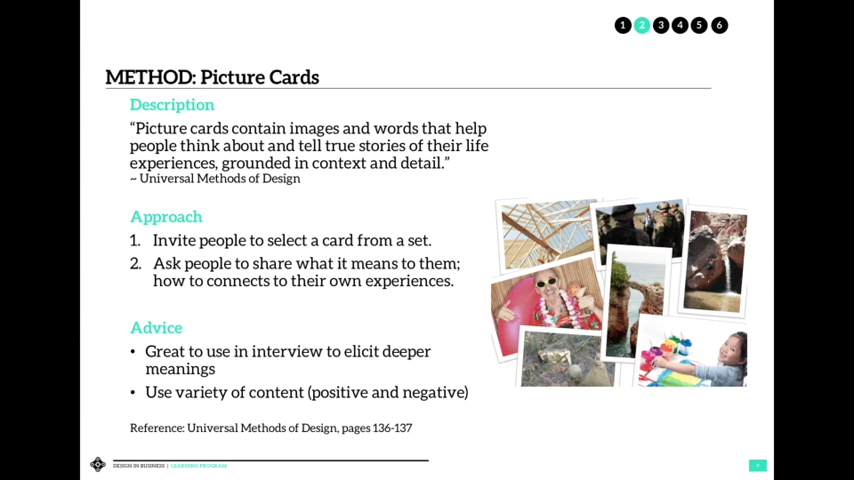 1 2 3 4 5 6
METHOD: Picture Cards
Description
“Picture cards contain images and words that help
people think about and tell true stories of their life
experiences, grounded in context and detail.”
~ Universal Methods of Design
Approach
1. Invite people to select a card from a set.
2. Ask people to share what it means to them;
how to connects to their own experiences.
Advice
• Great to use in interview to elicit deeper
meanings
• Use variety of content (positive and negative)
Reference: Universal Methods of Design, pages 136-137
DESIGN IN BUSINESS | LEARNING PROGRAM
7